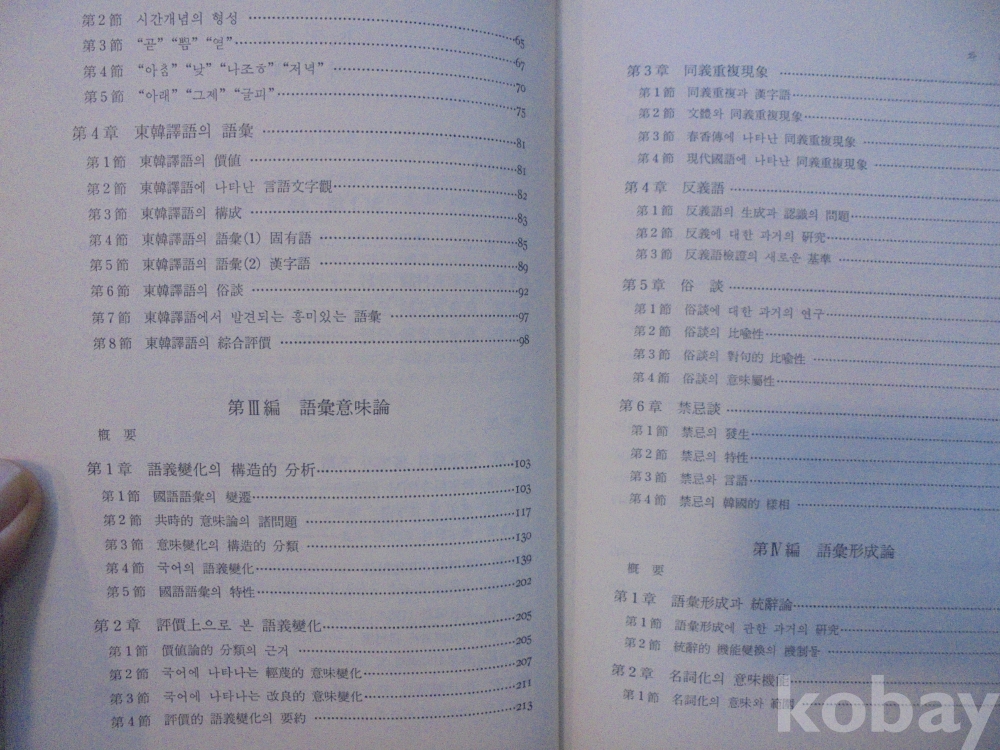 第2節 시간개념의 형성
第3節 “곧” “뜸” “열” 65
第4節 “아침” “낮” “나조ㅎ” “저녁” 67
第5節 “아래” “그제” “글피” 70
75
第4章 東韓譯語의 語彙 81
第1節 東韓譯語의 價値 81
第2節 東韓譯語에 나타난 言語文字觀 82
第3節 東韓譯語의 構成 83
第4節 東韓譯語의 語彙(1) 固有語 85
第5節 東韓譯語의 語彙(2) 漢字語 89
第6節 東韓譯語의 俗談 92
第7節 東韓譯語에서 발견되는 흥미있는 語彙 97
第8節 東韓譯語의 綜合評價 98
第Ⅲ編 語彙意味論
概 要
第1章 語義變化의 構造的 分析 103
第1節 國語語彙의 變遷 103
第2節 共時的 意味論의 諸問題 117
第3節 意味變化의 構造的 分類 130
第4節 국어의 語義變化 139
第5節 國語語彙의 特性 202
第2章 評價上으로 본 語義變化 205
第1節 價値論的 分類의 근거 205
第2節 국어에 나타나는 輕蔑的 意味變化 207
第3節 국어에 나타나는 改良的 意味變化 211
第4節 評價的 語義變化의 要約 213
第3章 同義重複現象
第1節 同義重複과 漢字語
第2節 文體와 同義重複現象
第3節 春香傳에 나타난 同義重複現象
第4節 現代國語에 나타난 同義重複現象
第4章 反義語
第1節 反義語의 生成과 認識의 問題
第2節 反義에 대한 과거의 硏究
第3節 反義語檢證의 새로운 基準
第5章 俗 談
第1節 俗談에 대한 과거의 연구
第2節 俗談의 比喩性
第3節 俗談의 對句的 比喩性
第4節 俗談의 意味屬性
第6章 禁忌談
第1節 禁忌의 發生
第2節 禁忌의 特性
第3節 禁忌와 言語
第4節 禁忌의 韓國的 樣相
第Ⅳ編 語彙形成論
概 要
第1章 語彙形成과 統辭論
第1節 語彙形成에 관한 과거의 硏究
第2節 統辭的 機能變換의 機制들
第2章 名詞化의 意味機能
第1節 名詞化의 意味와 範圍
kobay